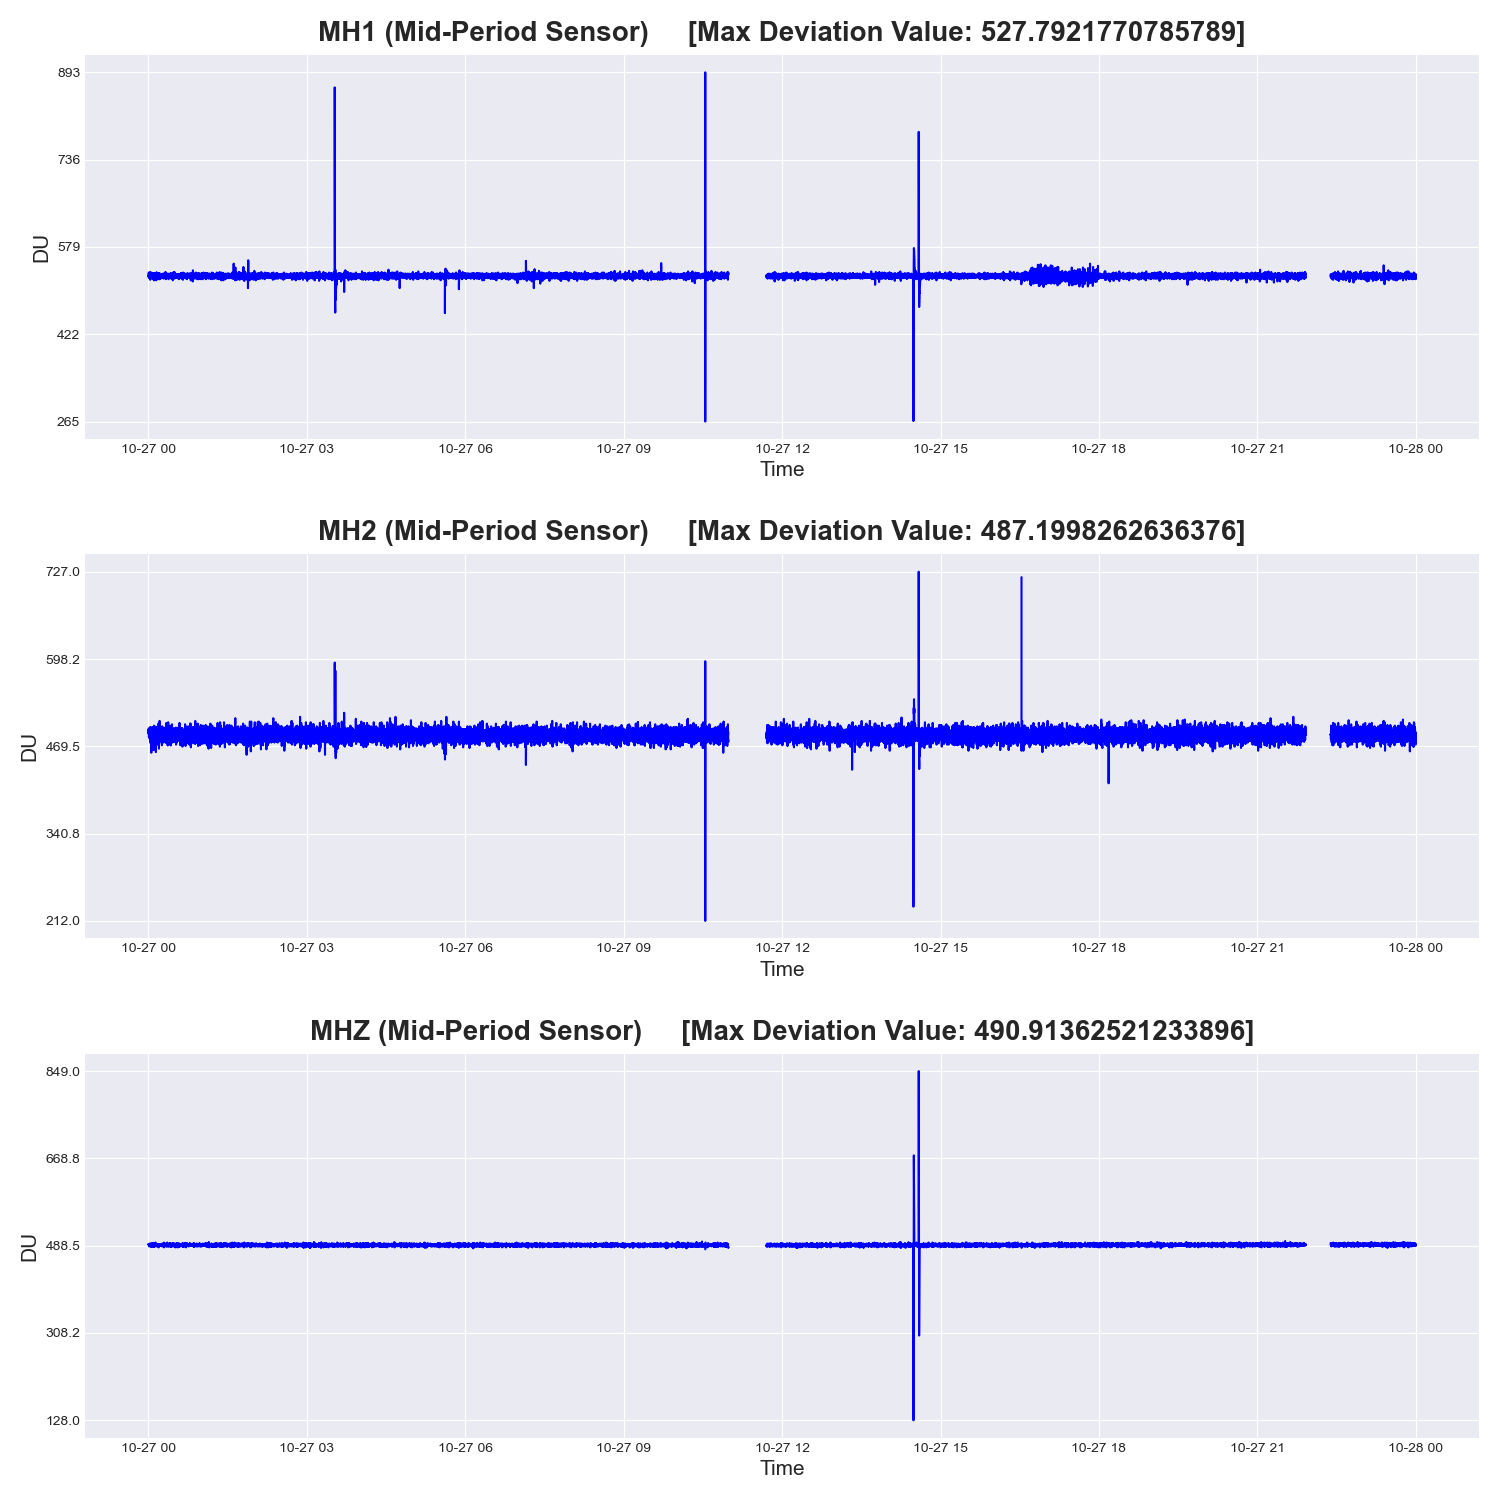 MH1 (Mid-Period Sensor) [Max Deviation Value: 527.7921770785789]
893
736
579
422
265
DU
10-27 00 10-27 03 10-27 06 10-27 09 10-27 12 10-27 15 10-27 18 10-27 21 10-28 00
Time
MH2 (Mid-Period Sensor) [Max Deviation Value: 487.1998262636376]
727.0
598.2
469.5
340.8
212.0
DU
10-27 00 10-27 03 10-27 06 10-27 09 10-27 12 10-27 15 10-27 18 10-27 21 10-28 00
Time
MHZ (Mid-Period Sensor) [Max Deviation Value: 490.91362521233896]
849.0
668.8
488.5
308.2
128.0
DU
10-27 00 10-27 03 10-27 06 10-27 09 10-27 12 10-27 15 10-27 18 10-27 21 10-28 00
Time